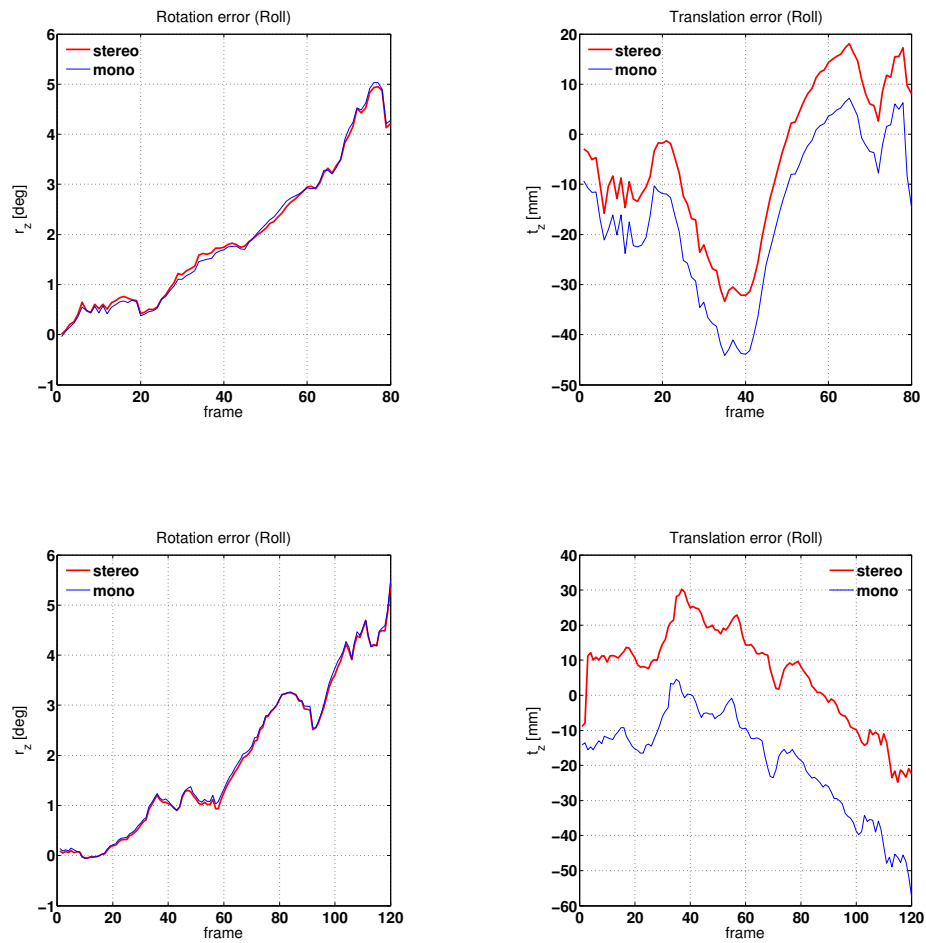 Rotation error (Roll)
6
5
4
3
2
1
0
−1
0 20 40 60 80
frame
r_z [deg]
stereo
mono
Translation error (Roll)
20
10
0
−10
−20
−30
−40
−50
0 20 40 60 80
frame
t_z [mm]
stereo
mono
Rotation error (Roll)
6
5
4
3
2
1
0
−1
0 20 40 60 80 100 120
frame
r_z [deg]
stereo
mono
Translation error (Roll)
40
30
20
10
0
−10
−20
−30
−40
−50
−60
0 20 40 60 80 100 120
frame
t_z [mm]
stereo
mono